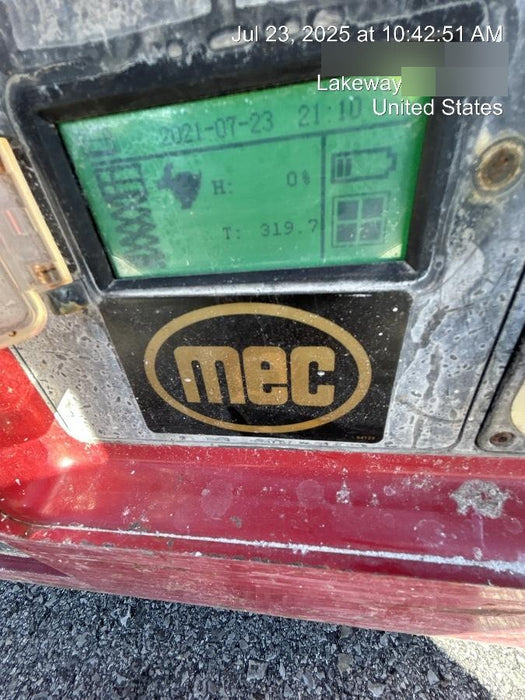 Jul 23, 2025 at 10:42:51 AM
Lakeway
United States
2021-07-23 21:10
H: 0%
T: 319.7
mec